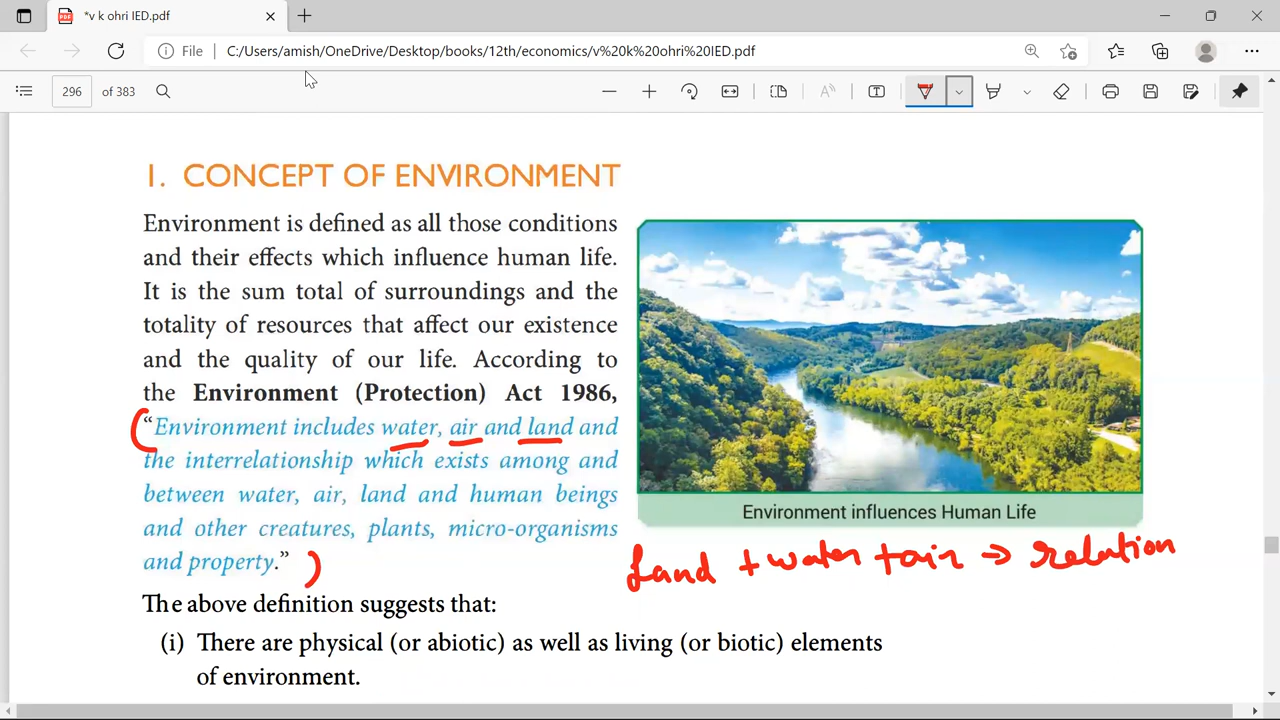 *v k ohri IED.pdf
File C:/Users/amish/OneDrive/Desktop/books/12th/economics/v%20k%20ohri%20IED.pdf
296 of 383
1. CONCEPT OF ENVIRONMENT
Environment is defined as all those conditions
and their effects which influence human life.
It is the sum total of surroundings and the
totality of resources that affect our existence
and the quality of our life. According to
the Environment (Protection) Act 1986,
(“Environment includes water, air and land and
the interrelationship which exists among and
between water, air, land and human beings
and other creatures, plants, micro-organisms
and property.” )
Environment influences Human Life
Land + water + air → relation
The above definition suggests that:
(i) There are physical (or abiotic) as well as living (or biotic) elements
of environment.